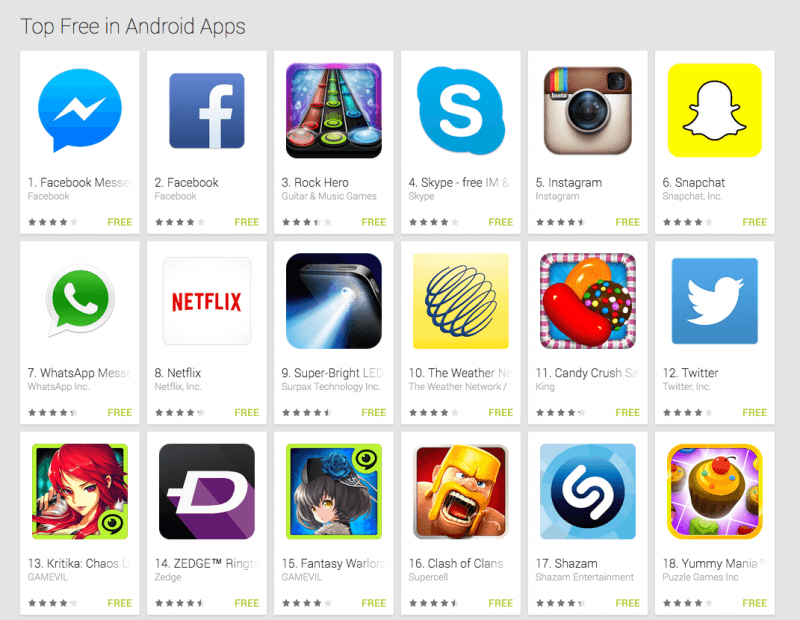 Top Free in Android Apps
1. Facebook Messe
Facebook
FREE
2. Facebook
Facebook
FREE
3. Rock Hero
Guitar & Music Games
FREE
4. Skype - free IM &
Skype
FREE
Insta
5. Instagram
Instagram
FREE
6. Snapchat
Snapchat, Inc.
FREE
7. WhatsApp Mess
WhatsApp Inc.
FREE
NETFLIX
8. Netflix
Netflix, Inc.
FREE
9. Super-Bright LED
Surpax Technology Inc.
FREE
10. The Weather Ne
The Weather Network /
FREE
11. Candy Crush Sa
King
FREE
12. Twitter
Twitter, Inc.
FREE
13. Kritika: Chaos U
GAMEVIL
FREE
14. ZEDGE™ Ringt
Zedge
FREE
15. Fantasy Warlord
GAMEVIL
FREE
16. Clash of Clans
Supercell
FREE
17. Shazam
Shazam Entertainment
FREE
18. Yummy Mania™
Puzzle Games Inc
FREE